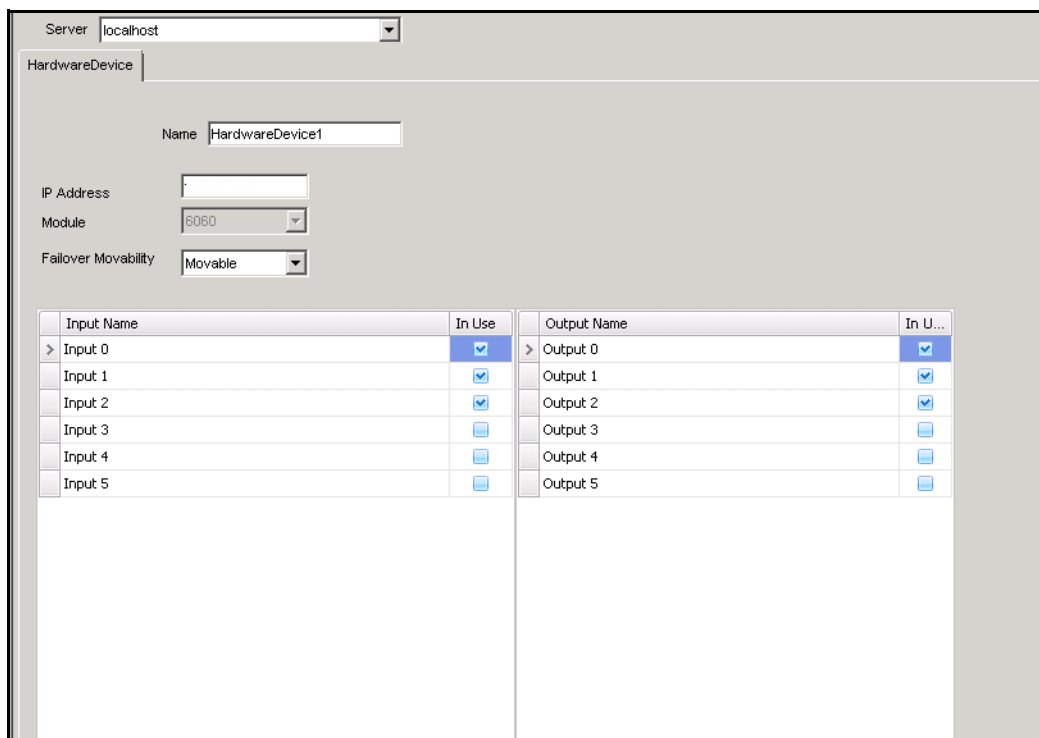 Server localhost
HardwareDevice
Name HardwareDevice1
IP Address .
Module 6060
Failover Movability Movable
Input Name In Use Output Name In U...
Input 0 Output 0
Input 1 Output 1
Input 2 Output 2
Input 3 Output 3
Input 4 Output 4
Input 5 Output 5